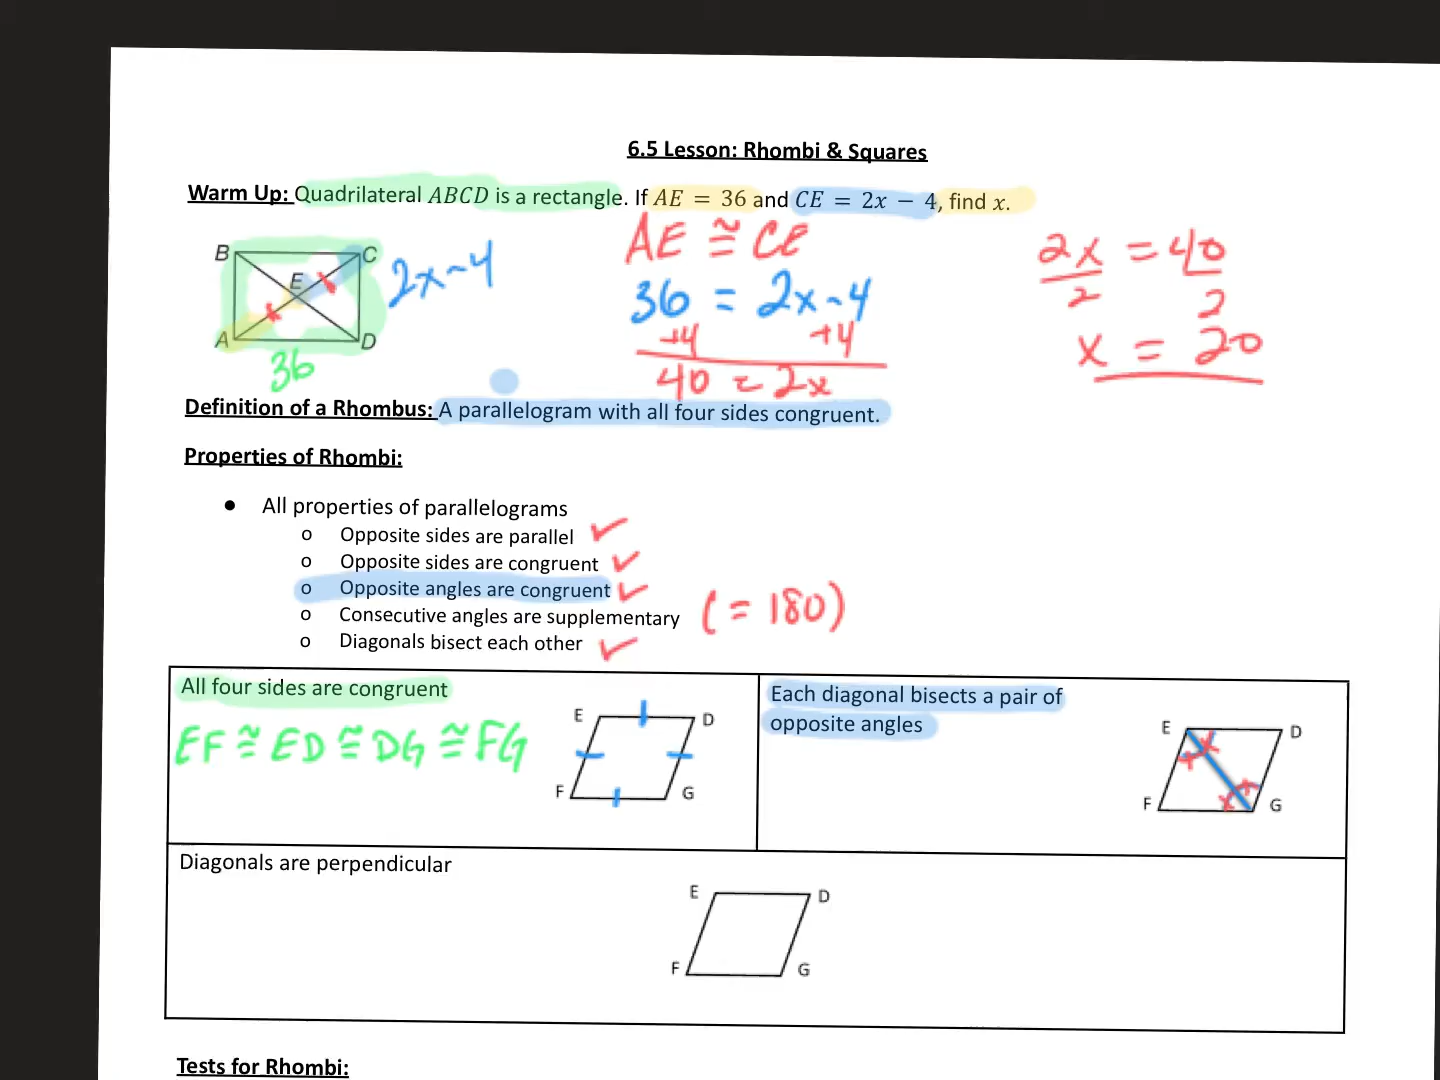 6.5 Lesson: Rhombi & Squares
Warm Up: Quadrilateral ABCD is a rectangle. If AE = 36 and CE = 2x − 4, find x.
B C
E
A D
2x-4
36
AE ≅ CE
36 = 2x-4
+4 +4
40 = 2x
2x = 40
2 2
x = 20
Definition of a Rhombus: A parallelogram with all four sides congruent.
Properties of Rhombi:
● All properties of parallelograms
o Opposite sides are parallel ✓
o Opposite sides are congruent ✓
o Opposite angles are congruent ✓
o Consecutive angles are supplementary (= 180)
o Diagonals bisect each other ✓
All four sides are congruent
EF ≅ ED ≅ DG ≅ FG
E D
F G
Each diagonal bisects a pair of
opposite angles
E D
F G
Diagonals are perpendicular
E D
F G
Tests for Rhombi: